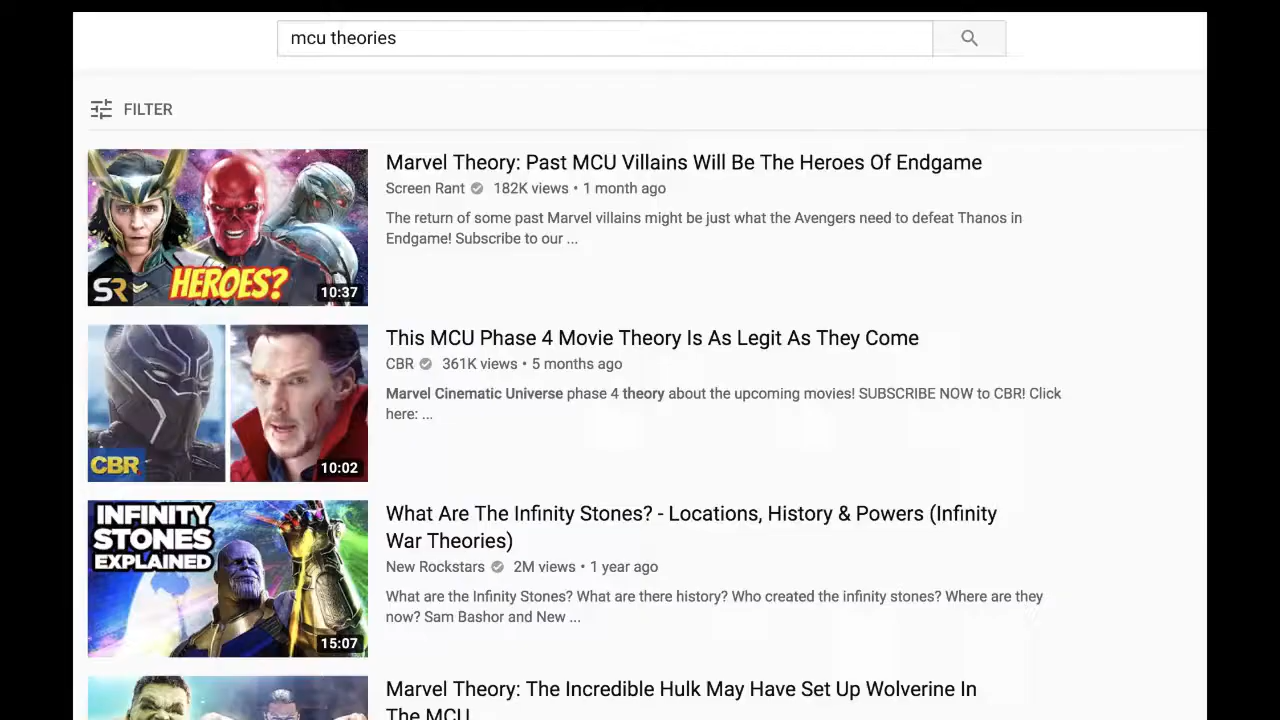 mcu theories
FILTER
Marvel Theory: Past MCU Villains Will Be The Heroes Of Endgame
Screen Rant 182K views • 1 month ago
The return of some past Marvel villains might be just what the Avengers need to defeat Thanos in
Endgame! Subscribe to our ...
SR
HEROES?
10:37
This MCU Phase 4 Movie Theory Is As Legit As They Come
CBR 361K views • 5 months ago
Marvel Cinematic Universe phase 4 theory about the upcoming movies! SUBSCRIBE NOW to CBR! Click
here: ...
CBR
10:02
INFINITY
STONES
EXPLAINED
15:07
What Are The Infinity Stones? - Locations, History & Powers (Infinity
War Theories)
New Rockstars 2M views • 1 year ago
What are the Infinity Stones? What are there history? Who created the infinity stones? Where are they
now? Sam Bashor and New ...
Marvel Theory: The Incredible Hulk May Have Set Up Wolverine In
The MCU